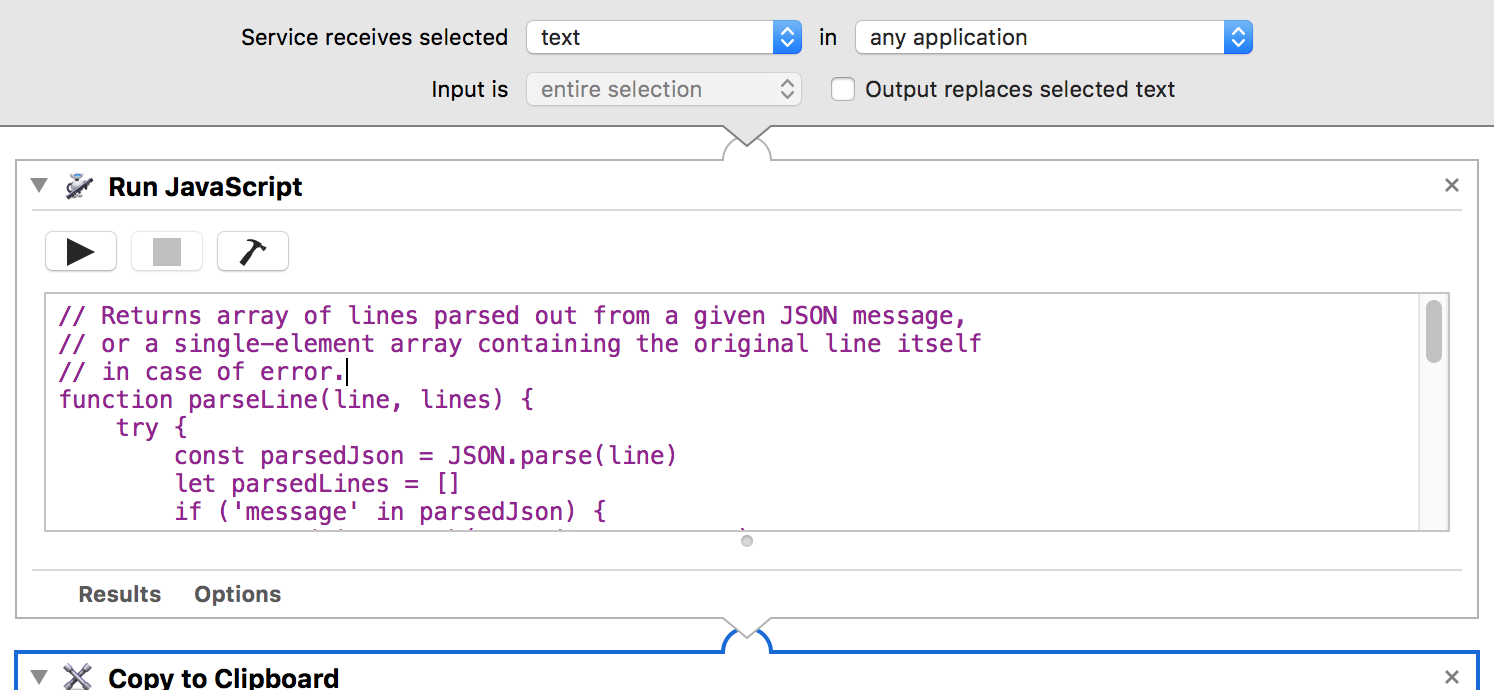 Service receives selected text in any application
Input is entire selection Output replaces selected text
Run JavaScript
// Returns array of lines parsed out from a given JSON message,
// or a single-element array containing the original line itself
// in case of error.
function parseLine(line, lines) {
    try {
        const parsedJson = JSON.parse(line)
        let parsedLines = []
        if ('message' in parsedJson) {
Results Options
Copy to Clipboard